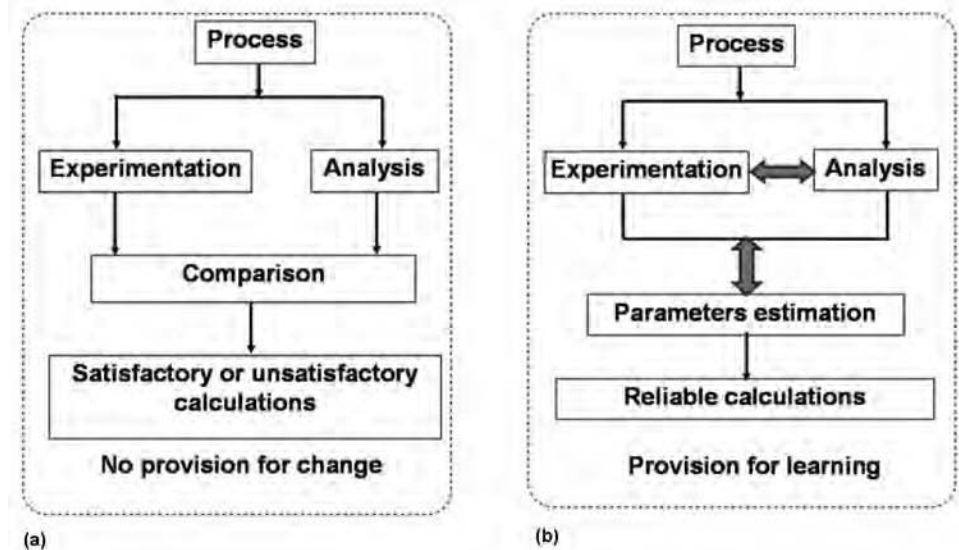 Process
Experimentation
Analysis
Comparison
Satisfactory or unsatisfactory
calculations
No provision for change
(a)
Process
Experimentation
Analysis
Parameters estimation
Reliable calculations
Provision for learning
(b)